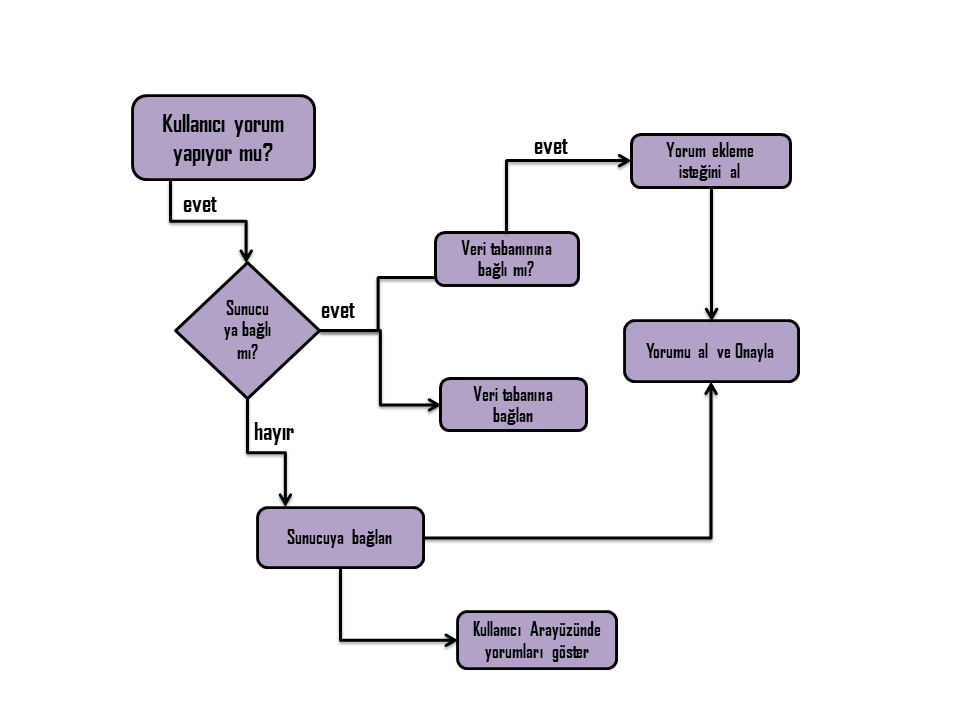 Kullanıcı yorum
yapıyor mu?
evet
Sunucu
ya bağlı
mı?
evet
Veri tabanınına
bağlı mı?
evet
Yorum ekleme
isteğini al
Yorumu al ve Onayla
Veri tabanına
bağlan
hayır
Sunucuya bağlan
Kullanıcı Arayüzünde
yorumları göster